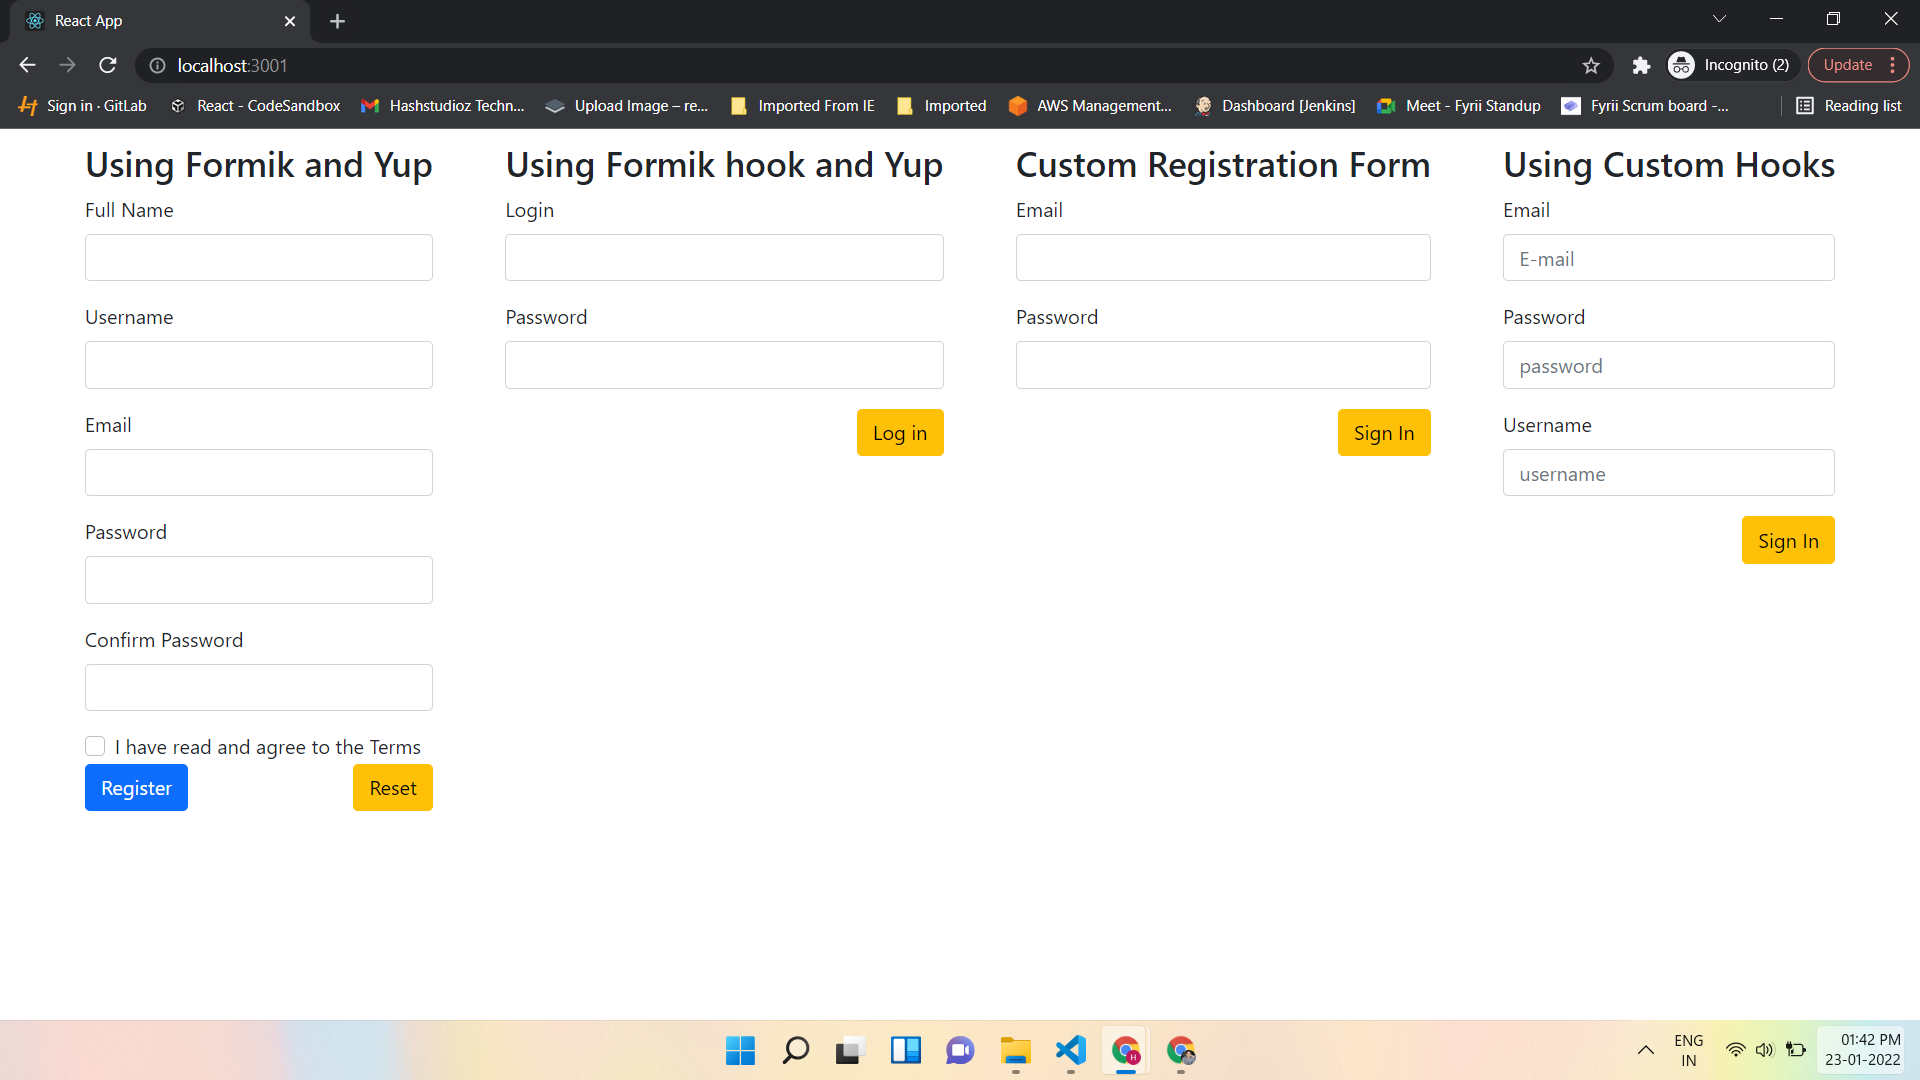 React App
localhost:3001
Incognito (2)
Update
Sign in · GitLab
React - CodeSandbox
Hashstudioz Techn...
Upload Image – re...
Imported From IE
Imported
AWS Management...
Dashboard [Jenkins]
Meet - Fyrii Standup
Fyrii Scrum board -...
Reading list
Using Formik and Yup
Full Name
Username
Email
Password
Confirm Password
I have read and agree to the Terms
Register
Reset
Using Formik hook and Yup
Login
Password
Log in
Custom Registration Form
Email
Password
Sign In
Using Custom Hooks
Email
E-mail
Password
password
Username
username
Sign In
H
ENG
IN
01:42 PM
23-01-2022